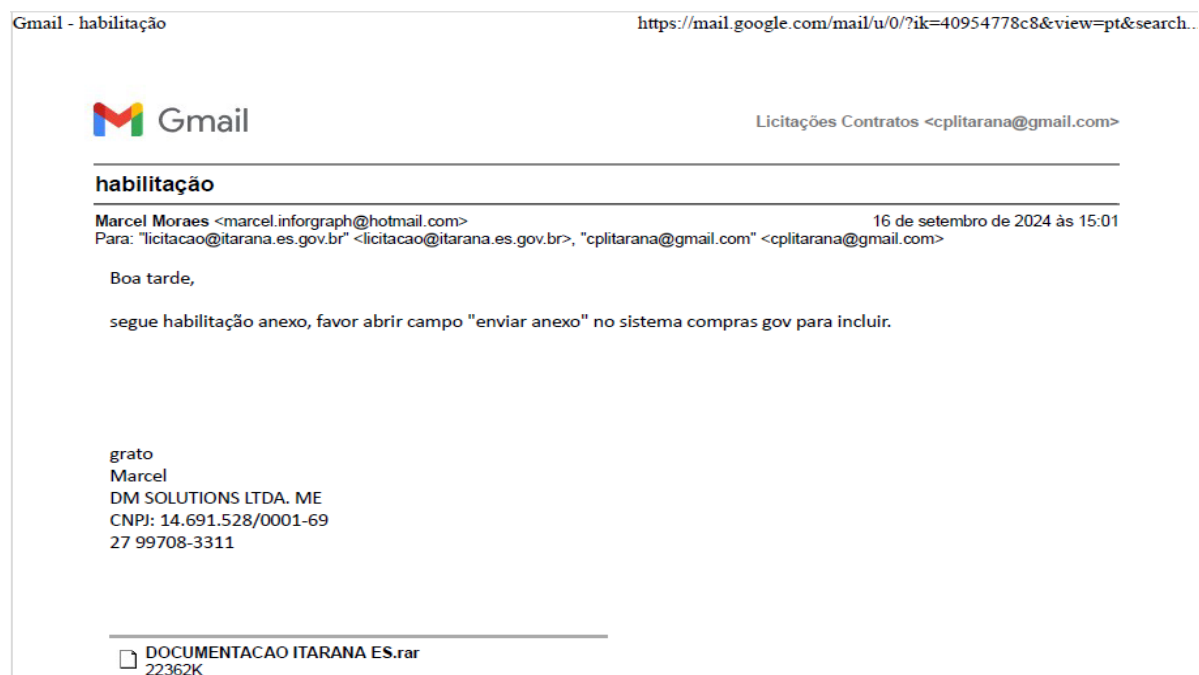 Gmail - habilitação https://mail.google.com/mail/u/0/?ik=40954778c8&view=pt&search...
Gmail Licitações Contratos <cplitarana@gmail.com>
habilitação
Marcel Moraes <marcel.inforgraph@hotmail.com> 16 de setembro de 2024 às 15:01
Para: "licitacao@itarana.es.gov.br" <licitacao@itarana.es.gov.br>, "cplitarana@gmail.com" <cplitarana@gmail.com>
Boa tarde,
segue habilitação anexo, favor abrir campo "enviar anexo" no sistema compras gov para incluir.
grato
Marcel
DM SOLUTIONS LTDA. ME
CNPJ: 14.691.528/0001-69
27 99708-3311
DOCUMENTACAO ITARANA ES.rar
22362K